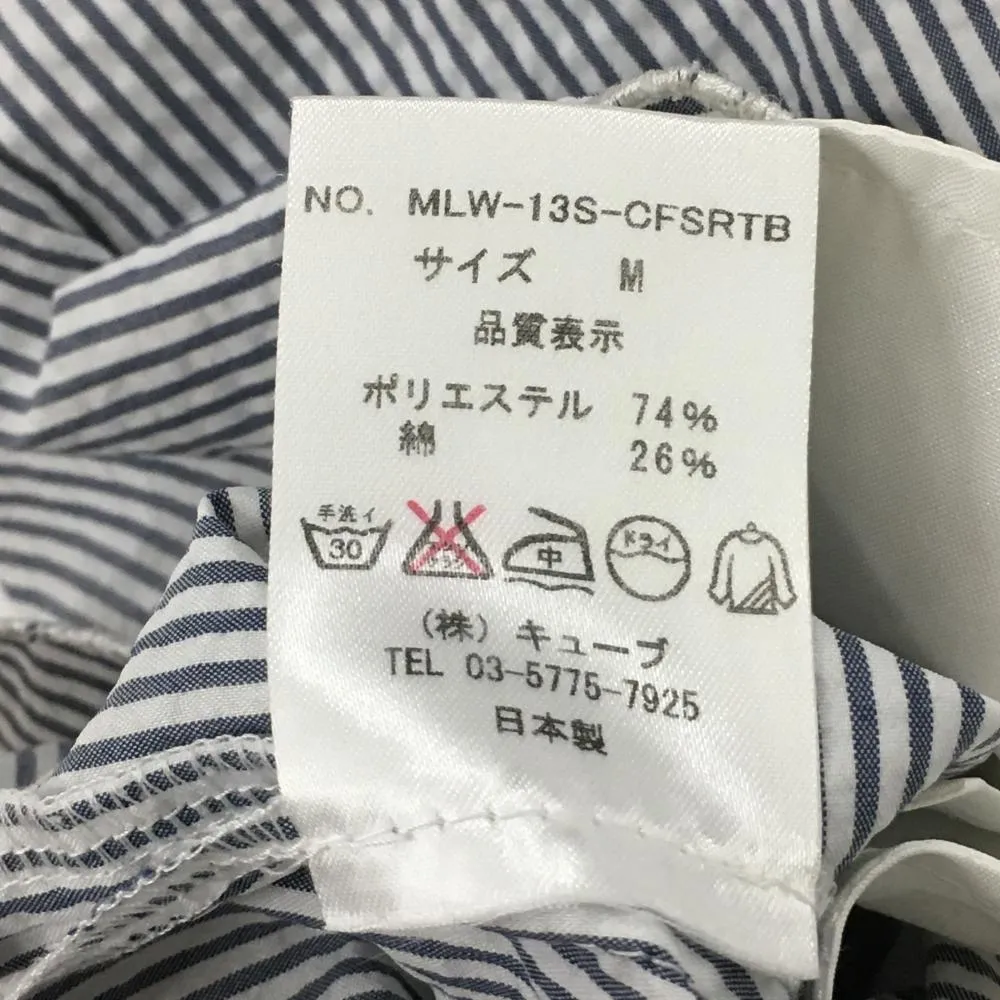 NO. MLW-13S-CFSRTB
サイズ M
品質表示
ポリエステル 74%
綿 26%
手洗イ
30
中
ドライ
(株) キューブ
TEL 03-5775-7925
日本製